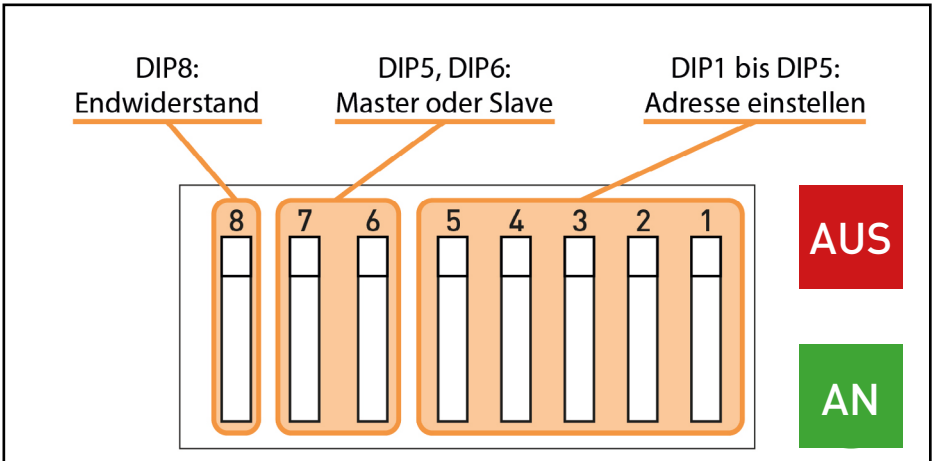 DIP8:
Endwiderstand
DIP5, DIP6:
Master oder Slave
DIP1 bis DIP5:
Adresse einstellen
8 7 6 5 4 3 2 1
AUS
AN